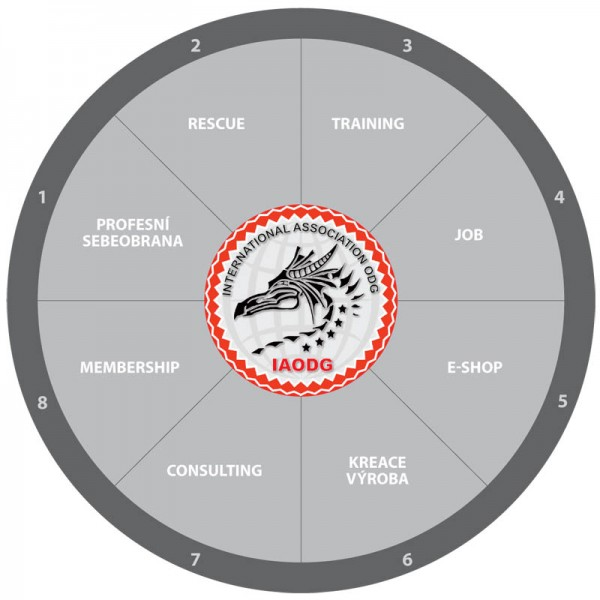 2
3
RESCUE
TRAINING
1
4
PROFESNÍ
SEBEOBRANA
JOB
INTERNATIONAL ASSOCIATION ODG
IAODG
MEMBERSHIP
E-SHOP
8
5
CONSULTING
KREACE
VÝROBA
7
6